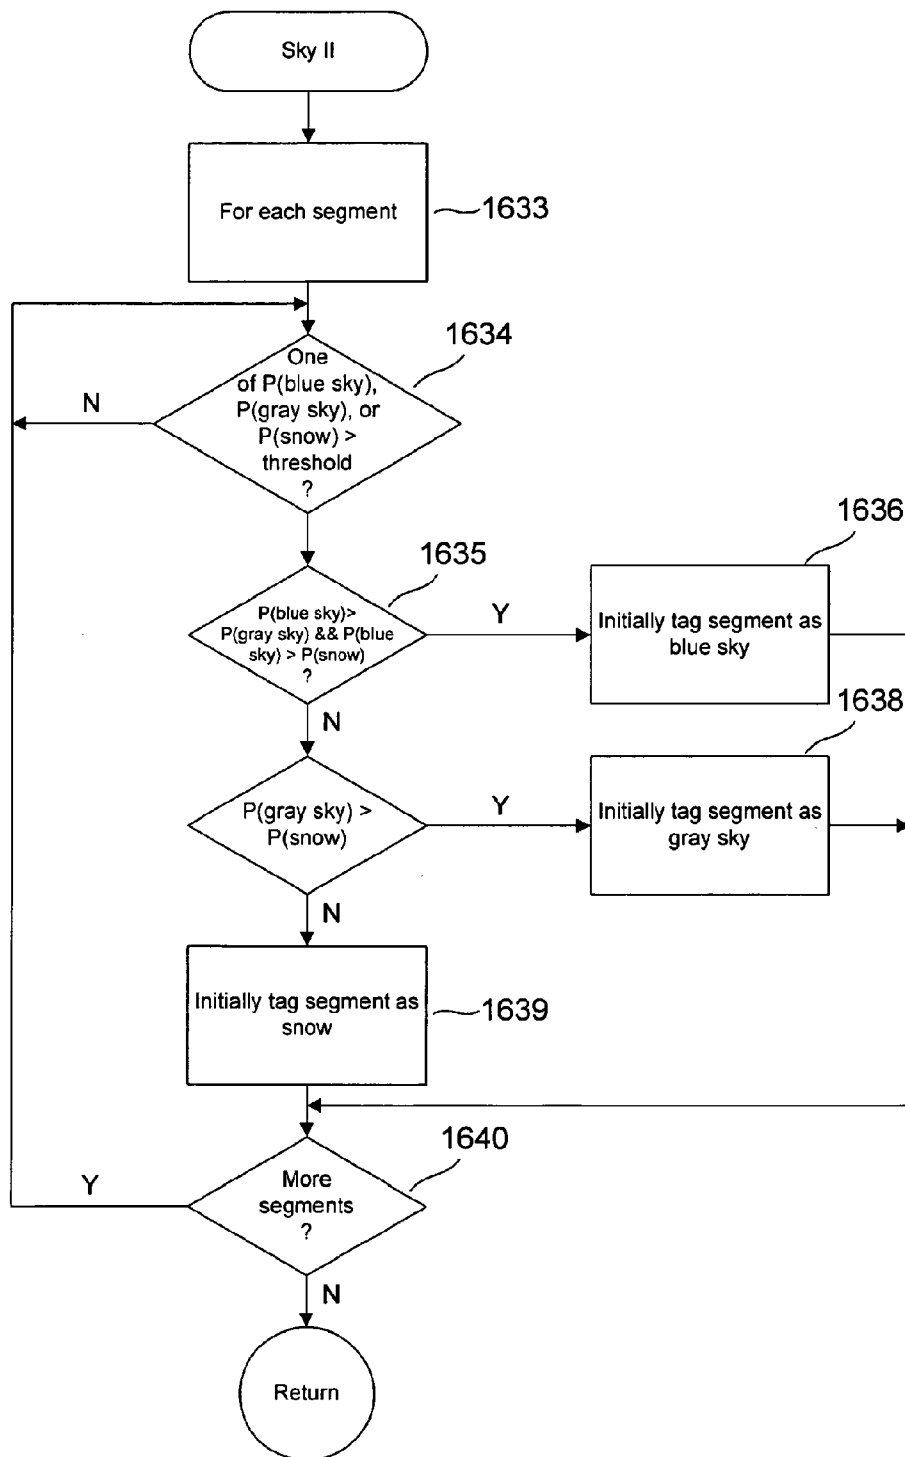 Sky II
For each segment
1633
1634
One
of P(blue sky),
P(gray sky), or
P(snow) >
threshold
?
N
1635
P(blue sky)>
P(gray sky) && P(blue
sky) > P(snow)
?
Y
1636
Initially tag segment as
blue sky
N
1638
P(gray sky) >
P(snow)
Y
Initially tag segment as
gray sky
N
Initially tag segment as
snow
1639
1640
More
segments
?
Y
N
Return